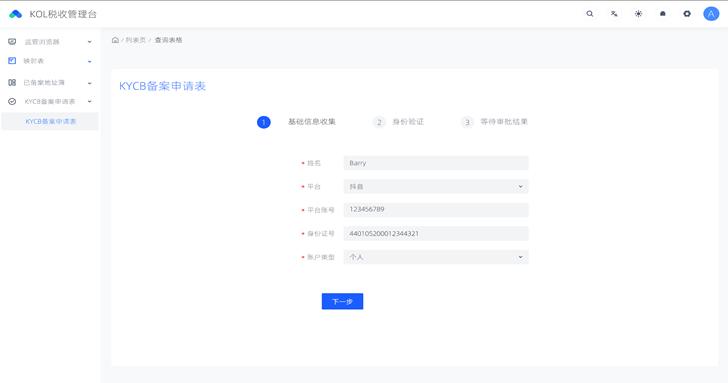 KOL税收管理台
A
列表页 / 查询表格
监管浏览器
映射表
已备案地址簿
KYCB备案申请表
KYCB备案申请表
KYCB备案申请表
1 基础信息收集 2 身份验证 3 等待审批结果
* 姓名 Barry
* 平台 抖音
* 平台账号 123456789
* 身份证号 440105200012344321
* 账户类型 个人
下一步